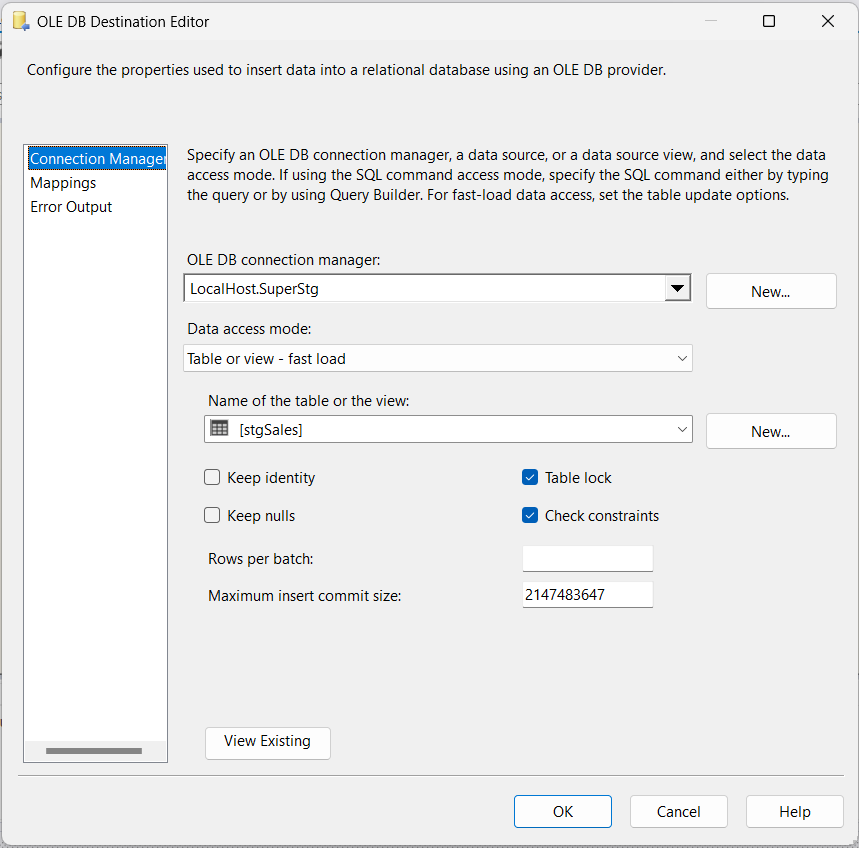 OLE DB Destination Editor
Configure the properties used to insert data into a relational database using an OLE DB provider.
Connection Manager
Mappings
Error Output
Specify an OLE DB connection manager, a data source, or a data source view, and select the data
access mode. If using the SQL command access mode, specify the SQL command either by typing
the query or by using Query Builder. For fast-load data access, set the table update options.
OLE DB connection manager:
LocalHost.SuperStg
New...
Data access mode:
Table or view - fast load
Name of the table or the view:
[stgSales]
New...
Keep identity
Table lock
Keep nulls
Check constraints
Rows per batch:
Maximum insert commit size:
2147483647
View Existing
OK
Cancel
Help